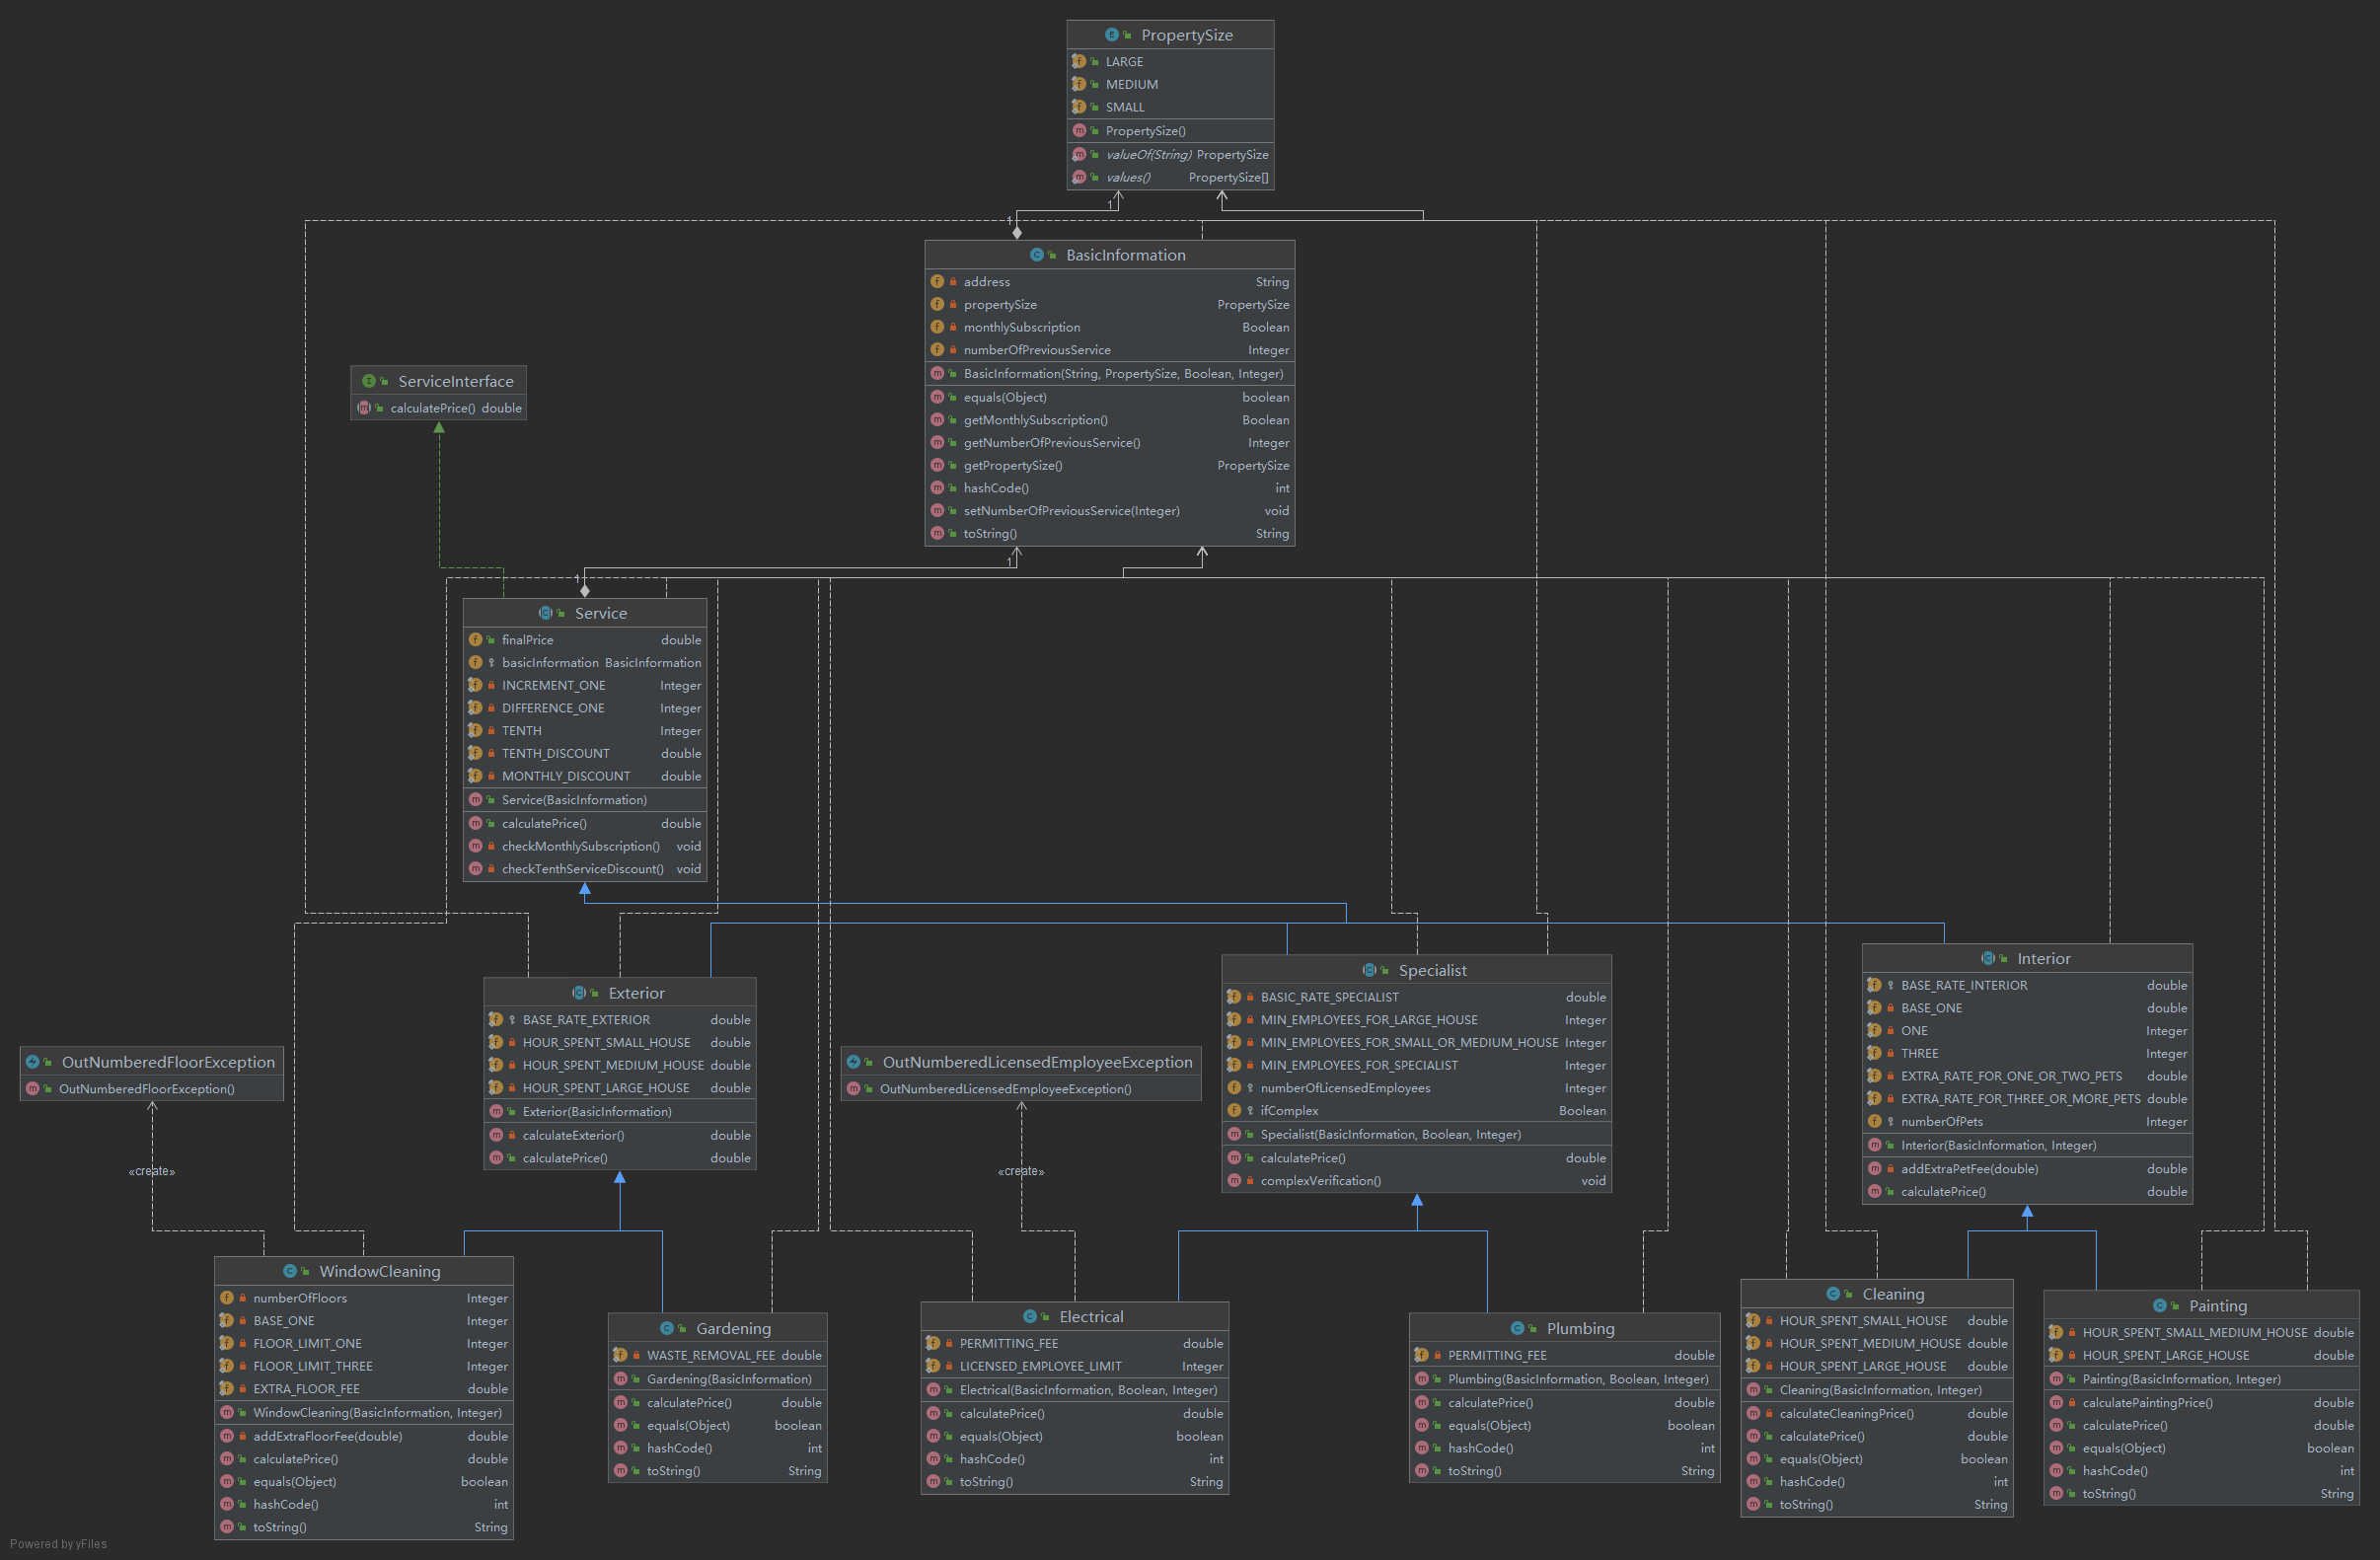 PropertySize
LARGE
MEDIUM
SMALL
PropertySize()
valueOf(String) PropertySize
values() PropertySize[]
1
1
BasicInformation
address String
propertySize PropertySize
monthlySubscription Boolean
numberOfPreviousService Integer
BasicInformation(String, PropertySize, Boolean, Integer)
equals(Object) boolean
getMonthlySubscription() Boolean
getNumberOfPreviousService() Integer
getPropertySize() PropertySize
hashCode() int
setNumberOfPreviousService(Integer) void
toString() String
ServiceInterface
calculatePrice() double
1
1
Service
finalPrice double
basicInformation BasicInformation
INCREMENT_ONE Integer
DIFFERENCE_ONE Integer
TENTH Integer
TENTH_DISCOUNT double
MONTHLY_DISCOUNT double
Service(BasicInformation)
calculatePrice() double
checkMonthlySubscription() void
checkTenthServiceDiscount() void
Exterior
BASE_RATE_EXTERIOR double
HOUR_SPENT_SMALL_HOUSE double
HOUR_SPENT_MEDIUM_HOUSE double
HOUR_SPENT_LARGE_HOUSE double
Exterior(BasicInformation)
calculateExterior() double
calculatePrice() double
Specialist
BASIC_RATE_SPECIALIST double
MIN_EMPLOYEES_FOR_LARGE_HOUSE Integer
MIN_EMPLOYEES_FOR_SMALL_OR_MEDIUM_HOUSE Integer
MIN_EMPLOYEES_FOR_SPECIALIST Integer
numberOfLicensedEmployees Integer
ifComplex Boolean
Specialist(BasicInformation, Boolean, Integer)
calculatePrice() double
complexVerification() void
Interior
BASE_RATE_INTERIOR double
BASE_ONE double
ONE Integer
THREE Integer
EXTRA_RATE_FOR_ONE_OR_TWO_PETS double
EXTRA_RATE_FOR_THREE_OR_MORE_PETS double
numberOfPets Integer
Interior(BasicInformation, Integer)
addExtraPetFee(double) double
calculatePrice() double
OutNumberedFloorException
OutNumberedFloorException()
OutNumberedLicensedEmployeeException
OutNumberedLicensedEmployeeException()
«create»
«create»
WindowCleaning
numberOfFloors Integer
BASE_ONE Integer
FLOOR_LIMIT_ONE Integer
FLOOR_LIMIT_THREE Integer
EXTRA_FLOOR_FEE double
WindowCleaning(BasicInformation, Integer)
addExtraFloorFee(double) double
calculatePrice() double
equals(Object) boolean
hashCode() int
toString() String
Gardening
WASTE_REMOVAL_FEE double
Gardening(BasicInformation)
calculatePrice() double
equals(Object) boolean
hashCode() int
toString() String
Electrical
PERMITTING_FEE double
LICENSED_EMPLOYEE_LIMIT Integer
Electrical(BasicInformation, Boolean, Integer)
calculatePrice() double
equals(Object) boolean
hashCode() int
toString() String
Plumbing
PERMITTING_FEE double
Plumbing(BasicInformation, Boolean, Integer)
calculatePrice() double
equals(Object) boolean
hashCode() int
toString() String
Cleaning
HOUR_SPENT_SMALL_HOUSE double
HOUR_SPENT_MEDIUM_HOUSE double
HOUR_SPENT_LARGE_HOUSE double
Cleaning(BasicInformation, Integer)
calculateCleaningPrice() double
calculatePrice() double
equals(Object) boolean
hashCode() int
toString() String
Painting
HOUR_SPENT_SMALL_MEDIUM_HOUSE double
HOUR_SPENT_LARGE_HOUSE double
Painting(BasicInformation, Integer)
calculatePaintingPrice() double
calculatePrice() double
equals(Object) boolean
hashCode() int
toString() String
Powered by yFiles